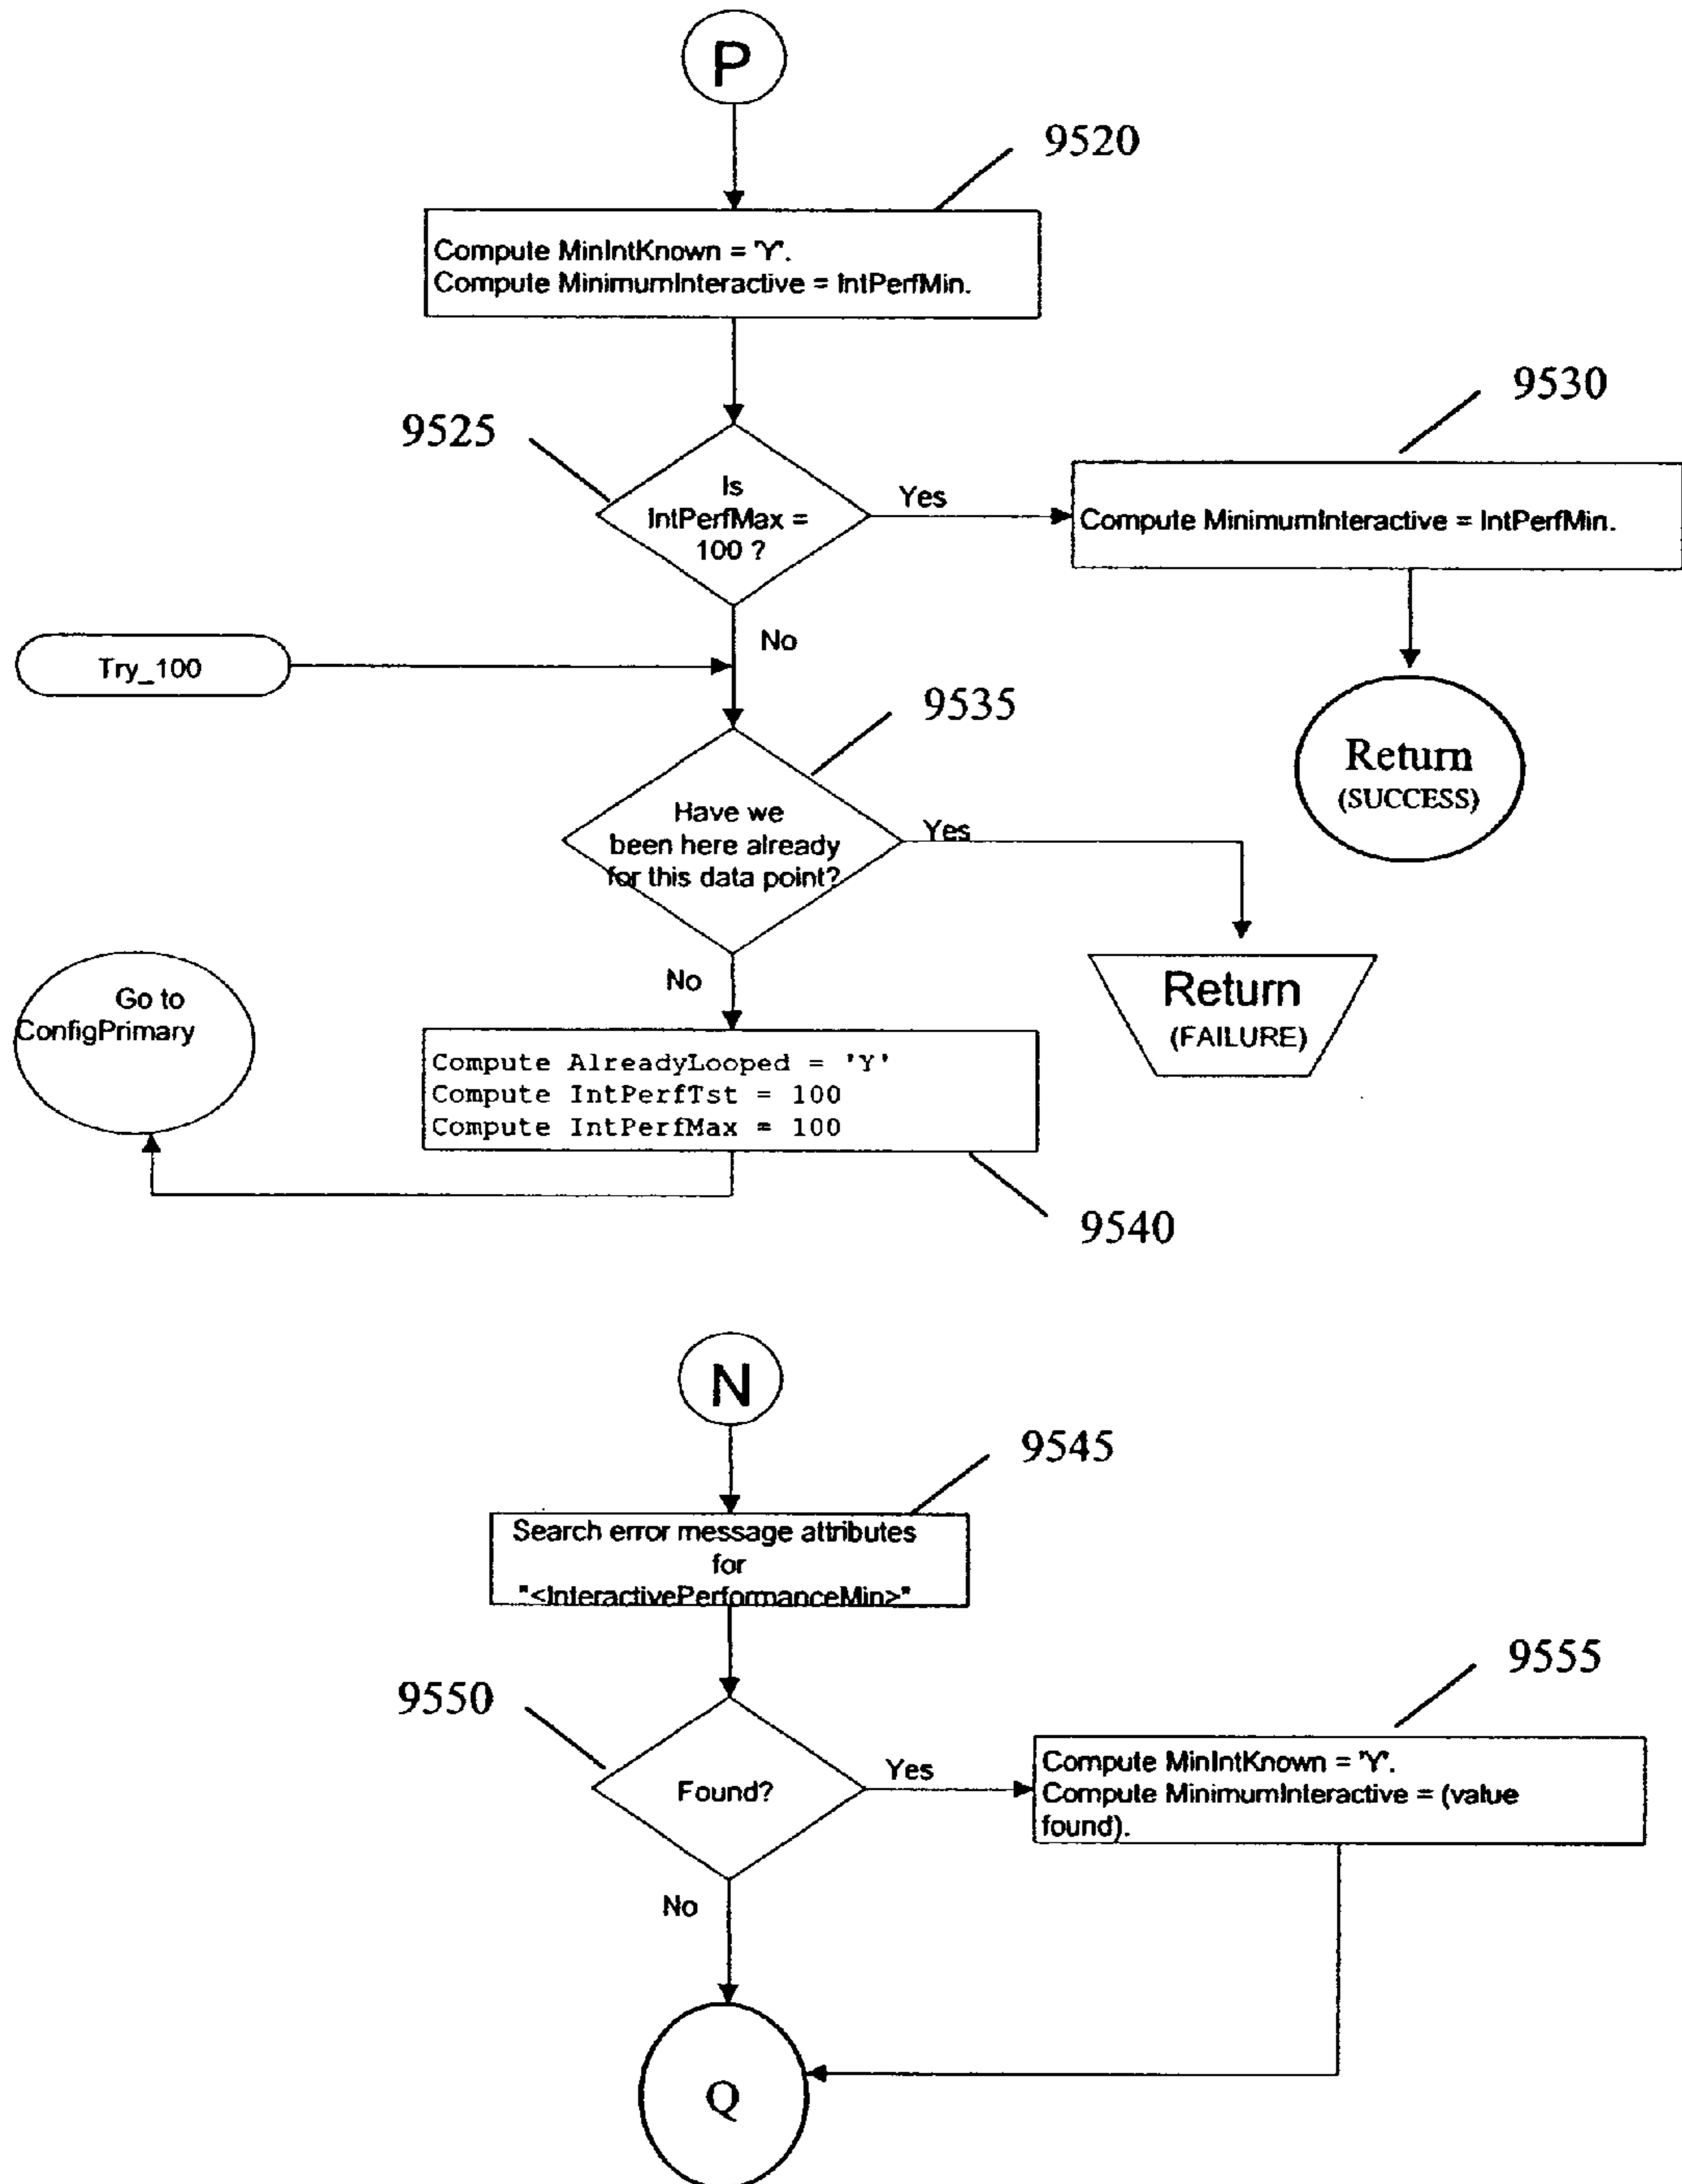 P
9520
Compute MinIntKnown = 'Y'.
Compute MinimumInteractive = IntPerfMin.
9525
Is
IntPerfMax =
100 ?
Yes
9530
Compute MinimumInteractive = IntPerfMin.
No
Try_100
Return
(SUCCESS)
9535
Have we
been here already
for this data point?
Yes
Return
(FAILURE)
No
Go to
ConfigPrimary
Compute AlreadyLooped = 'Y'
Compute IntPerfTst = 100
Compute IntPerfMax = 100
9540
N
9545
Search error message attributes
for
"<InteractivePerformanceMin>"
9550
Found?
Yes
9555
Compute MinIntKnown = 'Y'.
Compute MinimumInteractive = (value
found).
No
Q